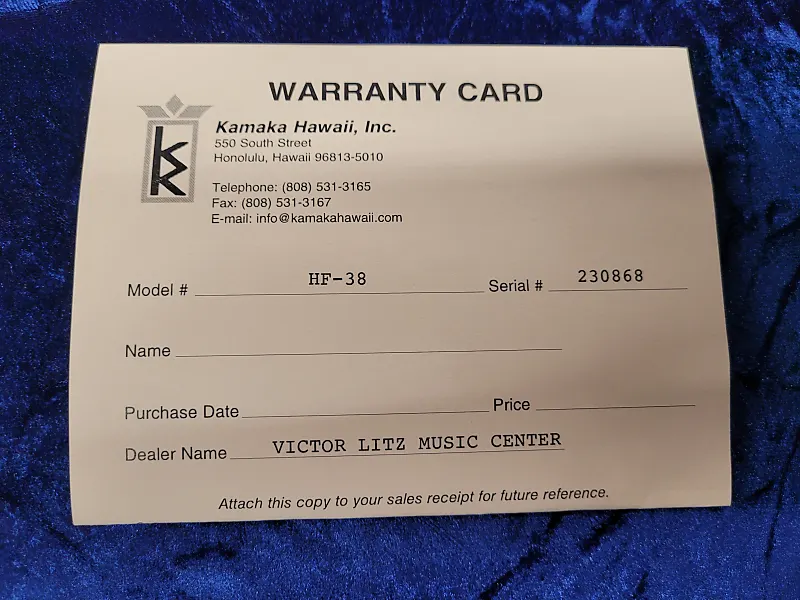 WARRANTY CARD
KK
Kamaka Hawaii, Inc.
550 South Street
Honolulu, Hawaii 96813-5010
Telephone: (808) 531-3165
Fax: (808) 531-3167
E-mail: info@kamakahawaii.com
Model # HF-38 Serial # 230868
Name
Purchase Date Price
Dealer Name VICTOR LITZ MUSIC CENTER
Attach this copy to your sales receipt for future reference.